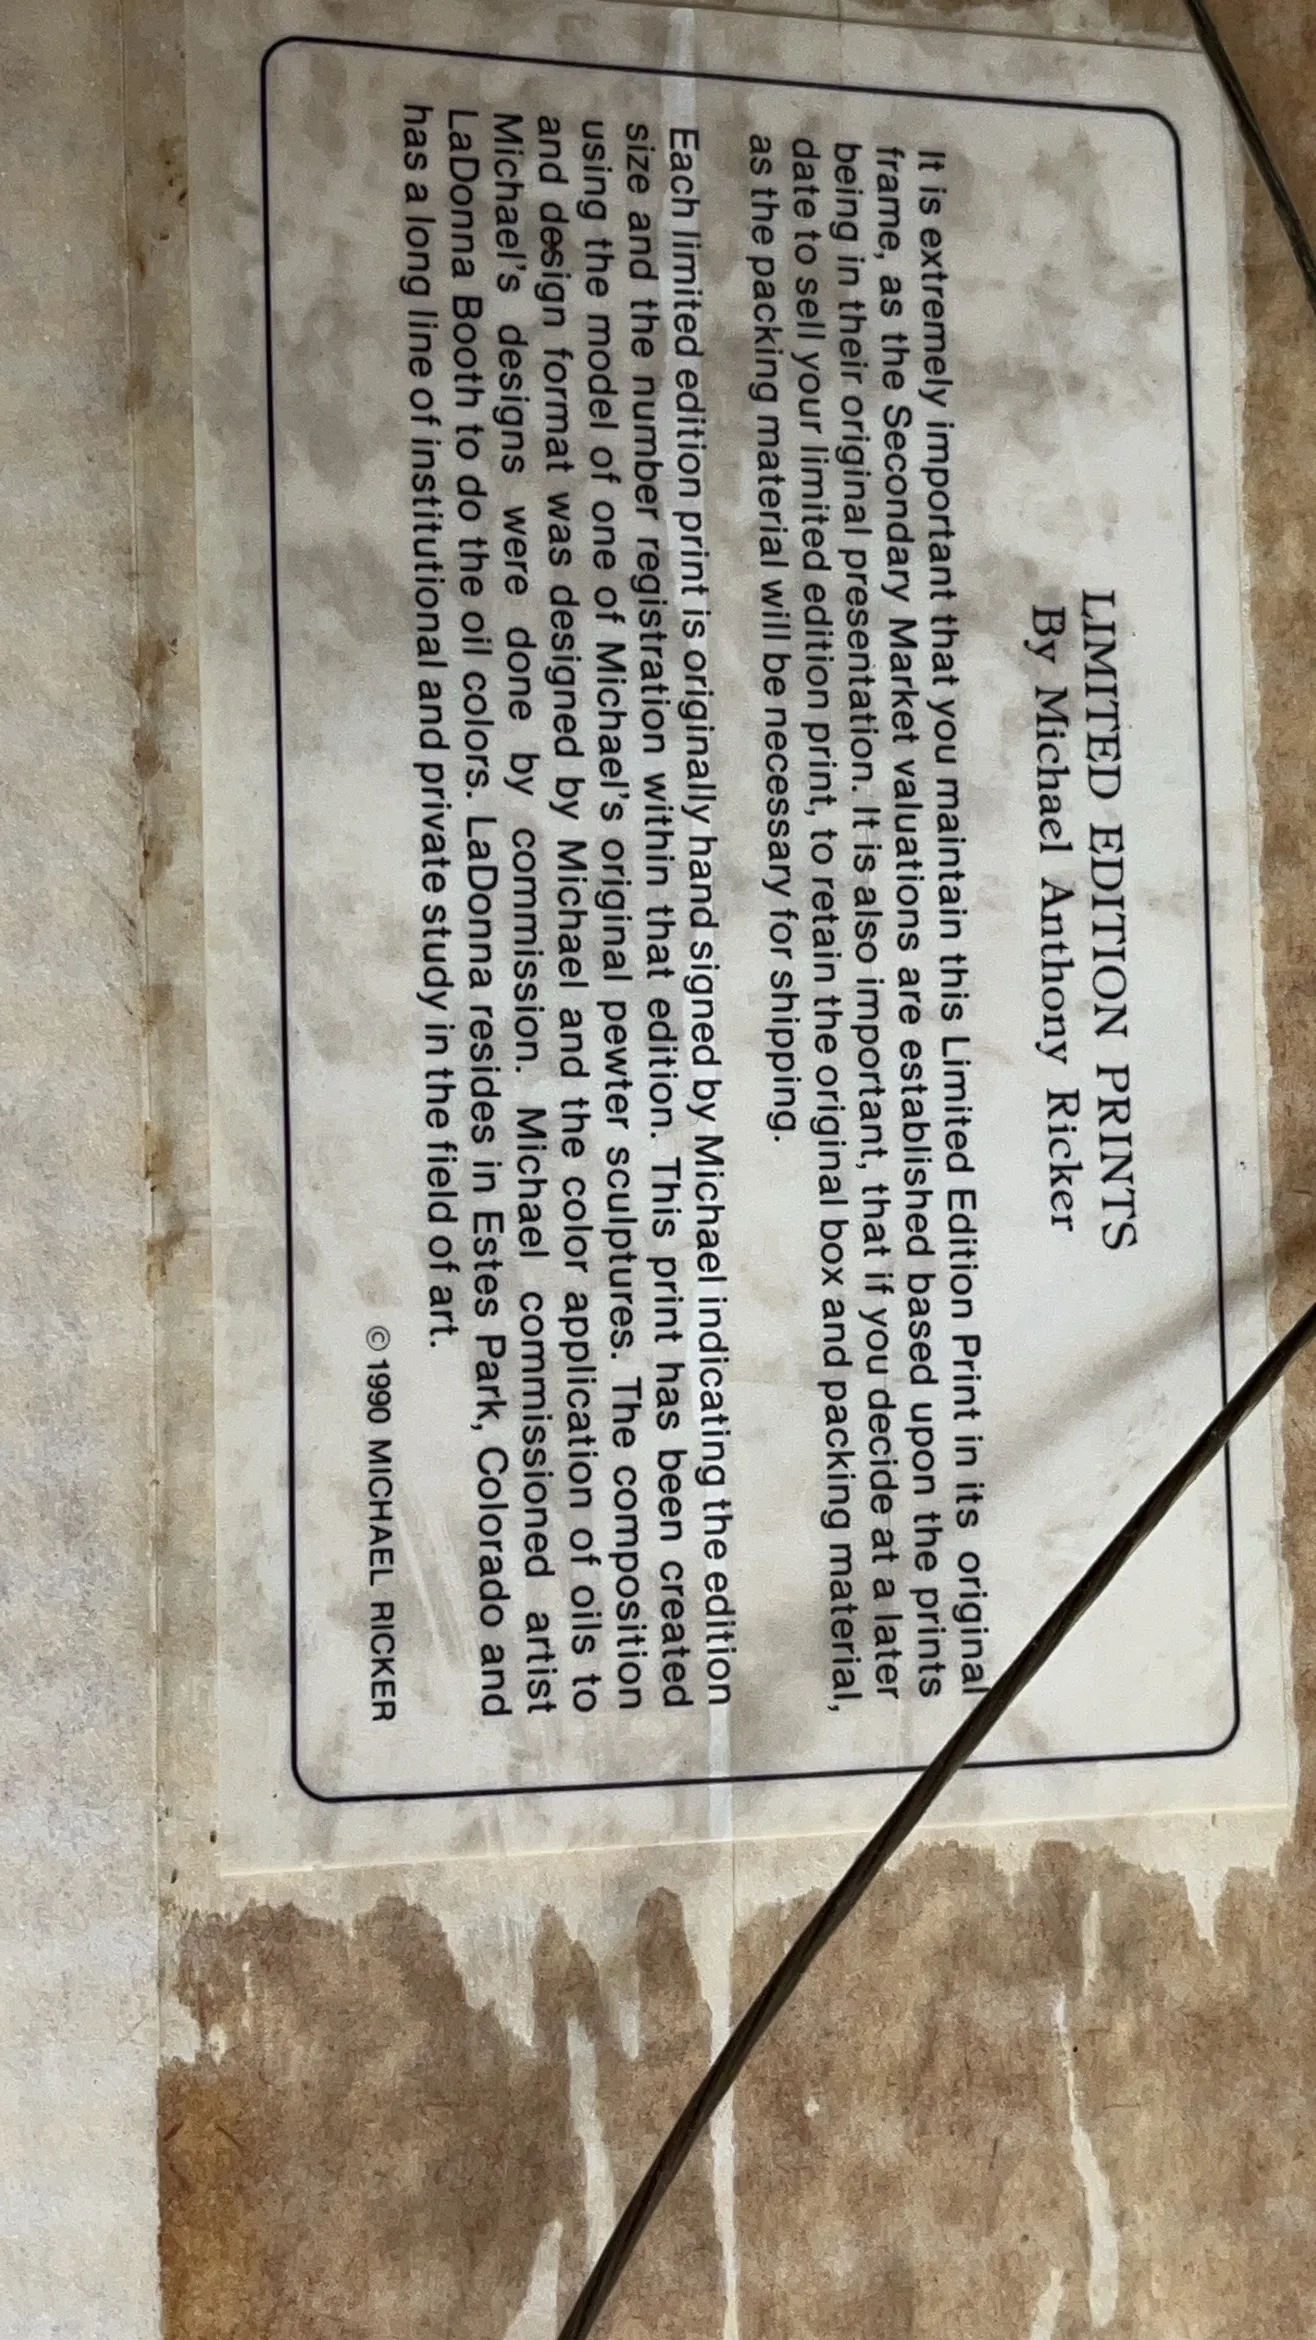 LIMITED EDITION PRINTS
By Michael Anthony Ricker
It is extremely important that you maintain this Limited Edition Print in its original
frame, as the Secondary Market valuations are established based upon the prints
being in their original presentation. It is also important, that if you decide at a later
date to sell your limited edition print, to retain the original box and packing material,
as the packing material will be necessary for shipping.
Each limited edition print is originally hand signed by Michael indicating the edition
size and the number registration within that edition. This print has been created
using the model of one of Michael's original pewter sculptures. The composition
and design format was designed by Michael and the color application of oils to
Michael's designs were done by commission. Michael commissioned artist
LaDonna Booth to do the oil colors. LaDonna resides in Estes Park, Colorado and
has a long line of institutional and private study in the field of art.
© 1990 MICHAEL RICKER